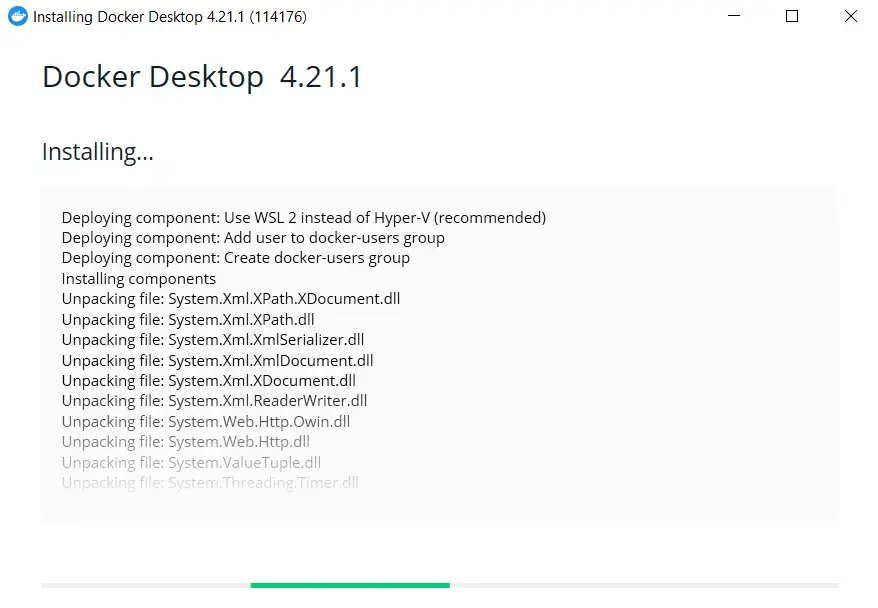 Installing Docker Desktop 4.21.1 (114176)
Docker Desktop 4.21.1
Installing...
Deploying component: Use WSL 2 instead of Hyper-V (recommended)
Deploying component: Add user to docker-users group
Deploying component: Create docker-users group
Installing components
Unpacking file: System.Xml.XPath.XDocument.dll
Unpacking file: System.Xml.XPath.dll
Unpacking file: System.Xml.XmlSerializer.dll
Unpacking file: System.Xml.XmlDocument.dll
Unpacking file: System.Xml.XDocument.dll
Unpacking file: System.Xml.ReaderWriter.dll
Unpacking file: System.Web.Http.Owin.dll
Unpacking file: System.Web.Http.dll
Unpacking file: System.ValueTuple.dll
Unpacking file: System.Threading.Timer.dll